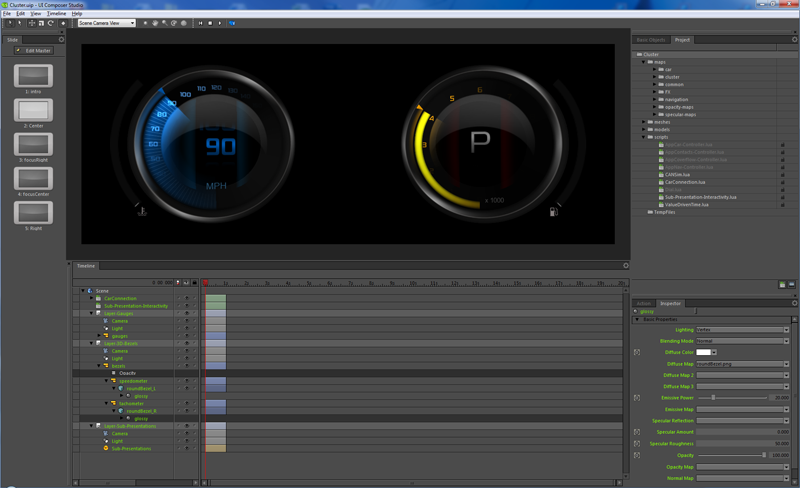 Cluster.uip - UI Composer Studio
File Edit View Timeline Help
Scene Camera View
Slide
Edit Master
1: Intro
2: Center
3: focusRight
4: focusCenter
5: Right
100 110 120
90
80
70
60
90
MPH
6
5
4
3
P
x 1000
Basic Objects Project
Cluster
maps
car
cluster
common
Fit
navigation
opacity-maps
specular-maps
meshes
models
scripts
CANSim.lua
CarConnection.lua
Sub-Presentation-Interactivity.lua
ValueDrivenTime.lua
TempFiles
Timeline
0: 00: 000
Scene
CarConnection
Sub-Presentation-Interactivity
Layer-Gauges
Camera
Light
gauges
Layer-3D-Bezels
Camera
Light
bezels
Opacity
speedometer
roundBezel_L
glossy
tachometer
roundBezel_R
glossy
Layer-Sub-Presentations
Camera
Light
Sub-Presentations
Action Inspector
glossy
Basic Properties
Lighting Vertex
Blending Mode Normal
Diffuse Color
Diffuse Map roundBezel.png
Diffuse Map 2
Diffuse Map 3
Emissive Power 20.000
Emissive Map
Specular Reflection
Specular Amount 0.000
Specular Roughness 50.000
Opacity 100.000
Opacity Map
Normal Map